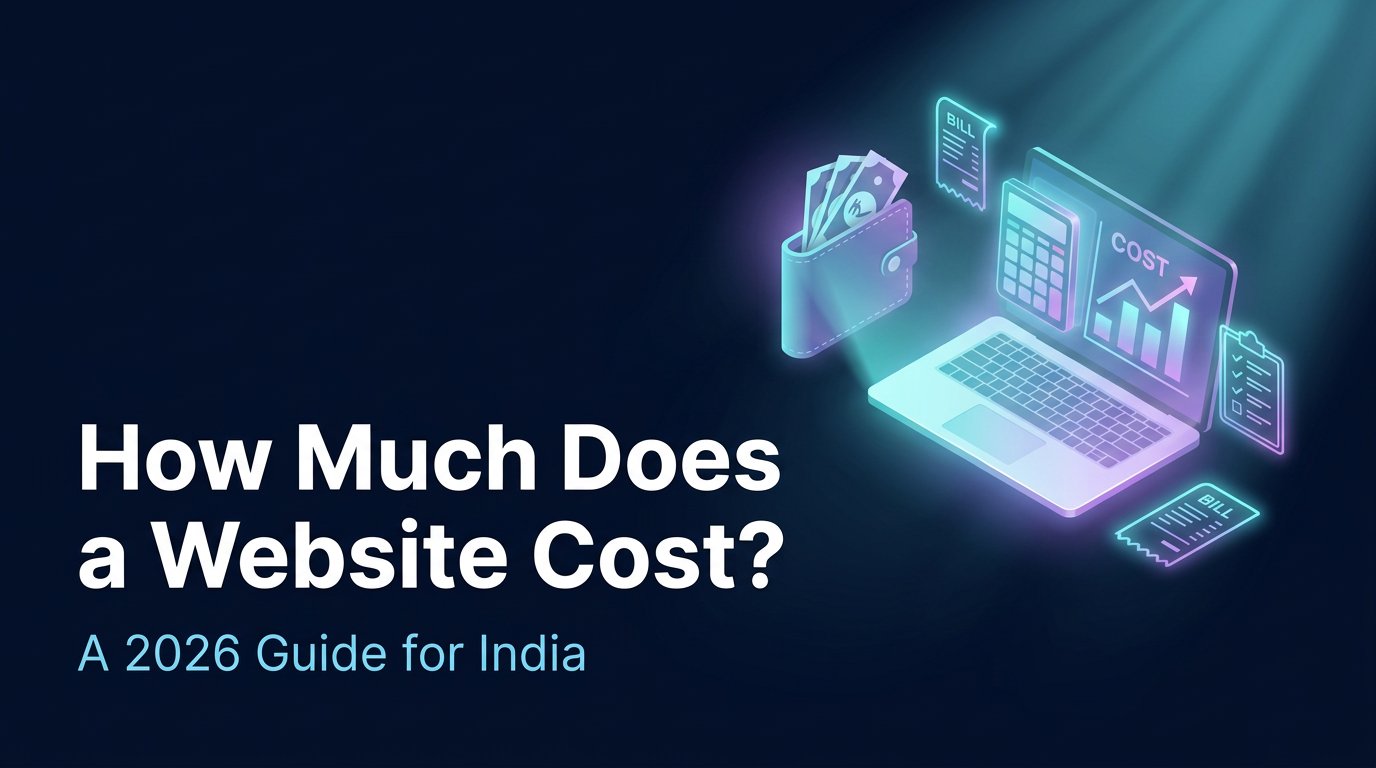 How Much Does
a Website Cost?
A 2026 Guide for India
BILL
₹
COST
BILL